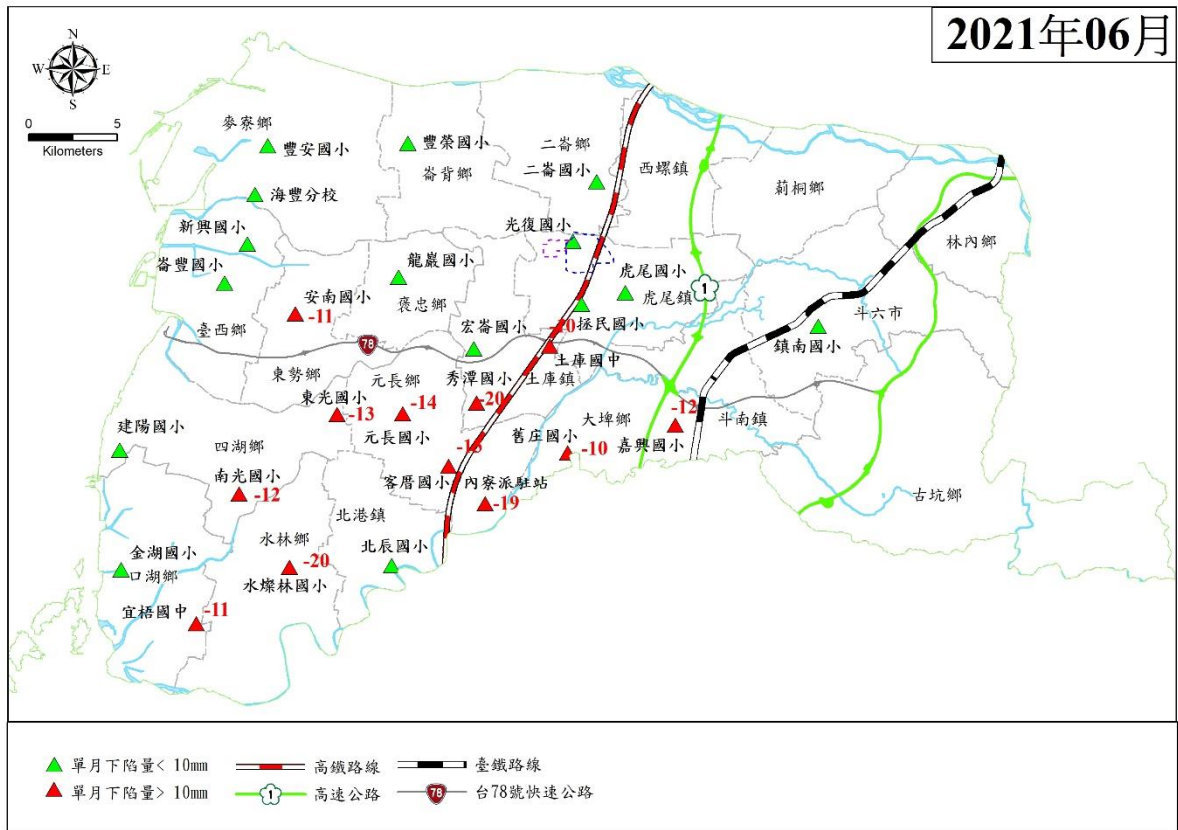 2021年06月
N
W E
S
0 5
Kilometers
麥寮鄉
豐安國小
豐榮國小
崙背鄉
二崙鄉
二崙國小
西螺鎮
莿桐鄉
海豐分校
新興國小
光復國小
林內鄉
崙豐國小
龍巖國小
虎尾國小
虎尾鎮
1
安南國小
-11
褒忠鄉
拯民國小
斗六市
臺西鄉
宏崙國小
土庫國中
鎮南國小
78
東勢鄉
元長鄉
秀潭國小
土庫鎮
東光國小
-13
-14
-20
大埤鄉
-12
斗南鎮
建陽國小
四湖鄉
元長國小
舊庄國小
-10
嘉興國小
南光國小
-12
客厝國小
內寮派駐站
-19
古坑鄉
北港鎮
水林鄉
北辰國小
金湖國小
口湖鄉
-20
水燦林國小
宜梧國中
-11
單月下陷量< 10mm
高鐵路線
臺鐵路線
單月下陷量> 10mm
1
高速公路
78
台78號快速公路